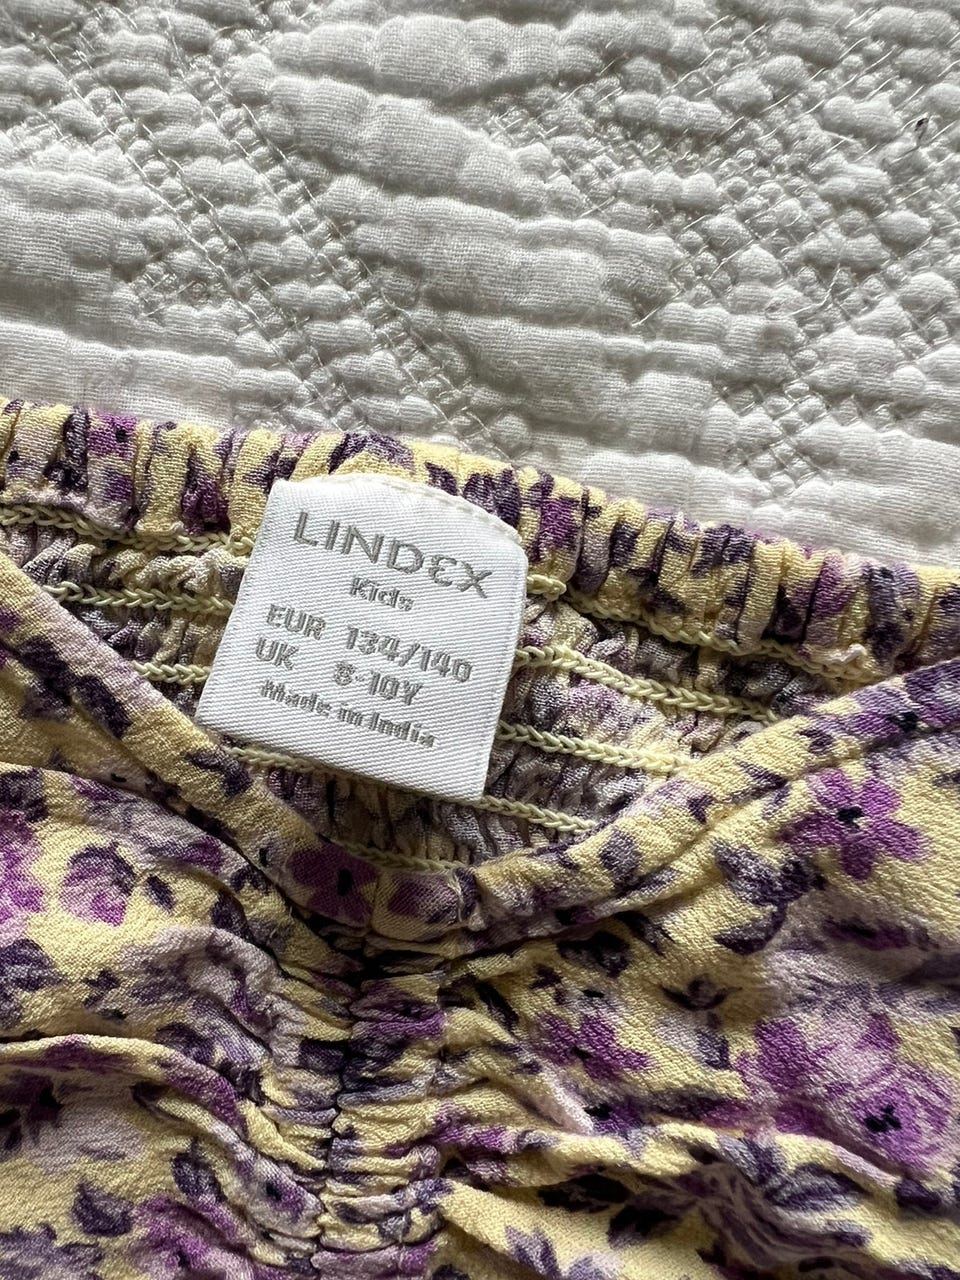 LINDEX
Kids
EUR 134/140
UK 8-10Y
Made in India